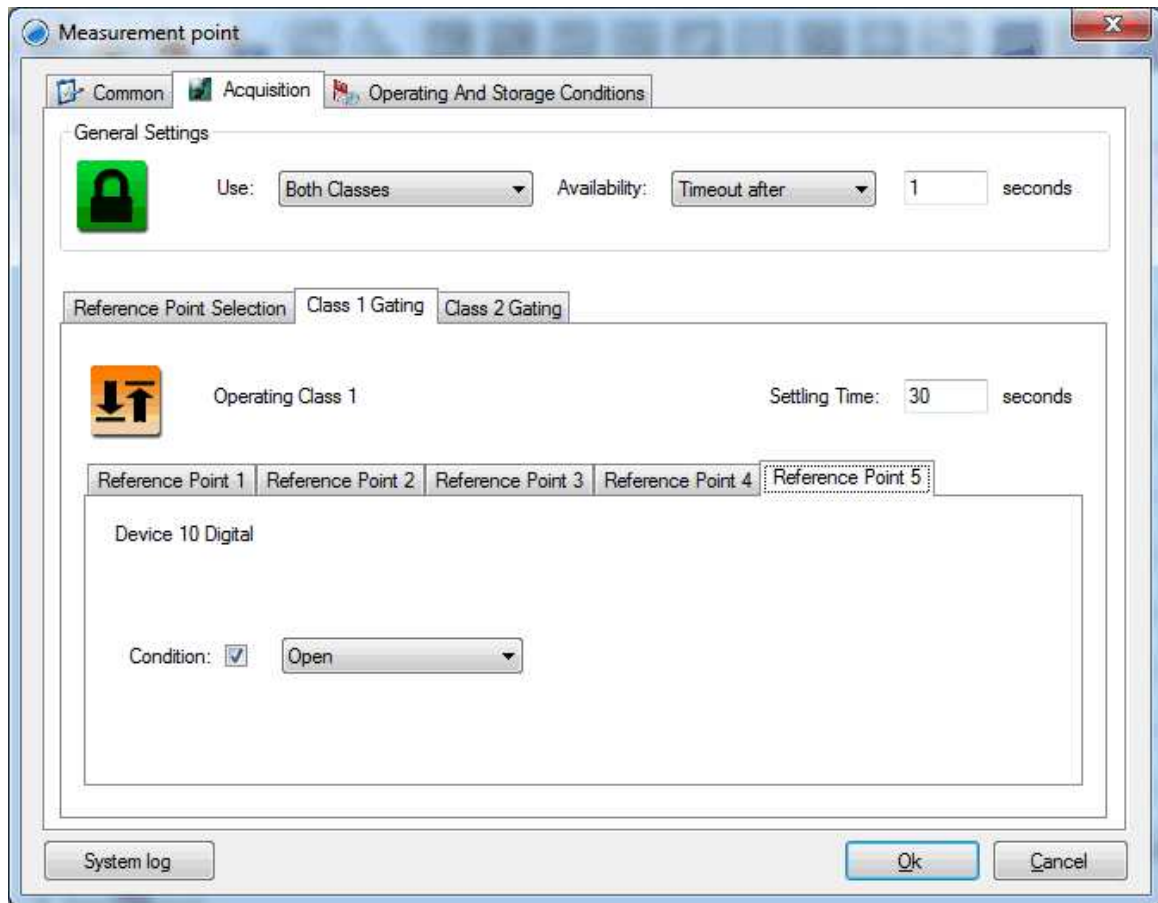 Measurement point
Common Acquisition Operating And Storage Conditions
General Settings
Use: Both Classes Availability: Timeout after 1 seconds
Reference Point Selection Class 1 Gating Class 2 Gating
Operating Class 1 Settling Time: 30 seconds
Reference Point 1 Reference Point 2 Reference Point 3 Reference Point 4 Reference Point 5
Device 10 Digital
Condition: Open
System log Ok Cancel